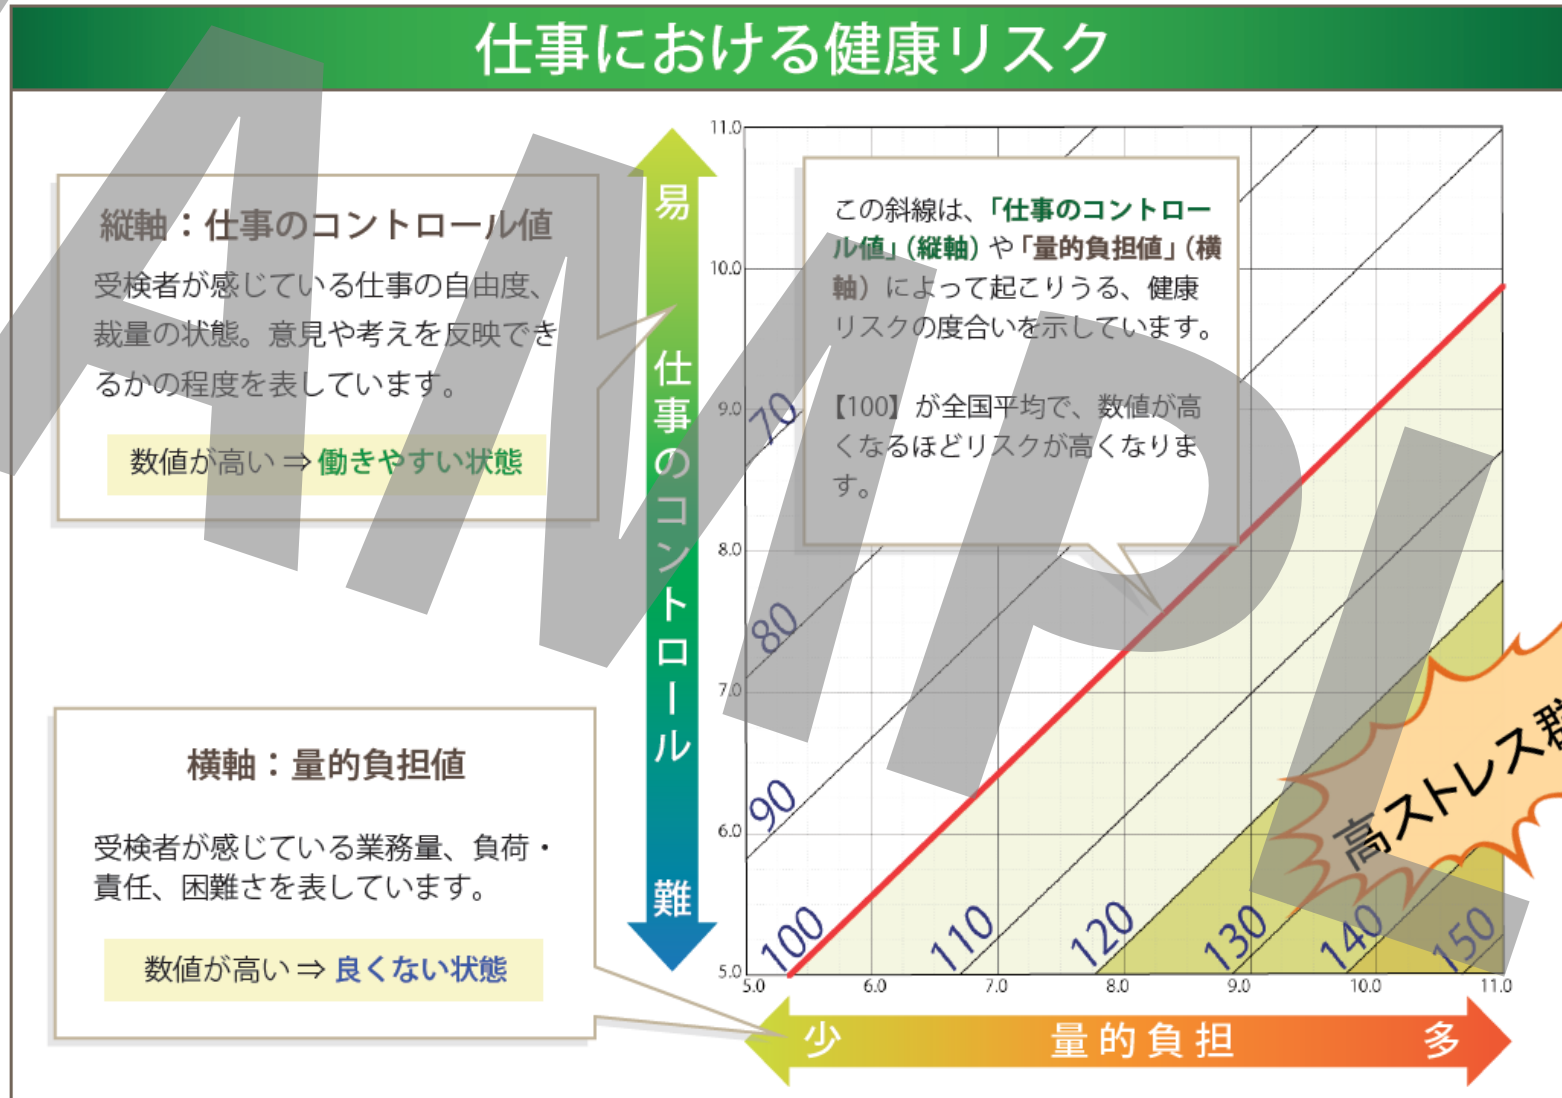 仕事における健康リスク
縦軸：仕事のコントロール値
受検者が感じている仕事の自由度、
裁量の状態。意見や考えを反映でき
るかの程度を表しています。
数値が高い ⇒ 働きやすい状態
横軸：量的負担値
受検者が感じている業務量、負荷・
責任、困難さを表しています。
数値が高い ⇒ 良くない状態
易
仕事のコントロール
難
この斜線は、「仕事のコントロー
ル値」（縦軸）や「量的負担値」（横
軸）によって起こりうる、健康
リスクの度合いを示しています。
【100】が全国平均で、数値が高
くなるほどリスクが高くなりま
す。
11.0
10.0
9.0
8.0
7.0
6.0
5.0
70
80
90
100
110
120
130
140
150
高ストレス群
5.0
6.0
7.0
8.0
9.0
10.0
11.0
少
量的負担
多
AMPL